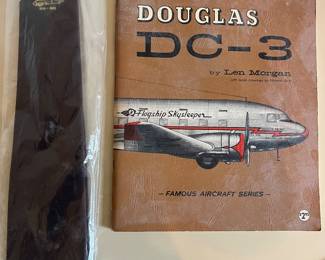 DOUGLAS
DC-3
by Len Morgan
Flagship Skysleeper
— FAMOUS AIRCRAFT SERIES —